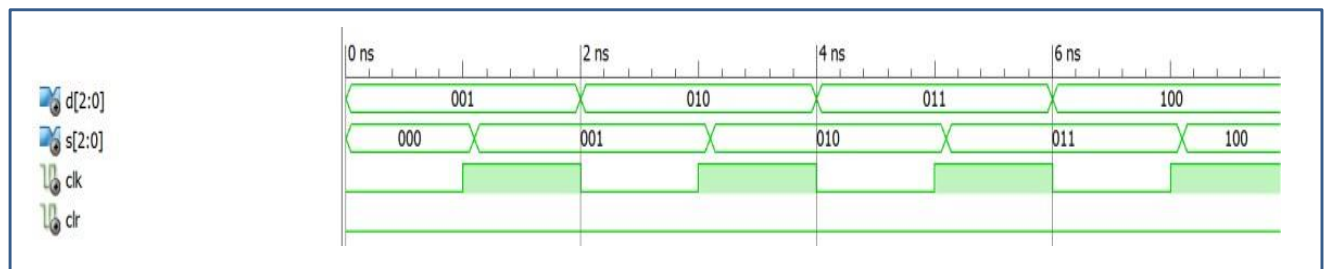 0 ns 2 ns 4 ns 6 ns
d[2:0] 001 010 011 100
s[2:0] 000 001 010 011 100
clk
clr